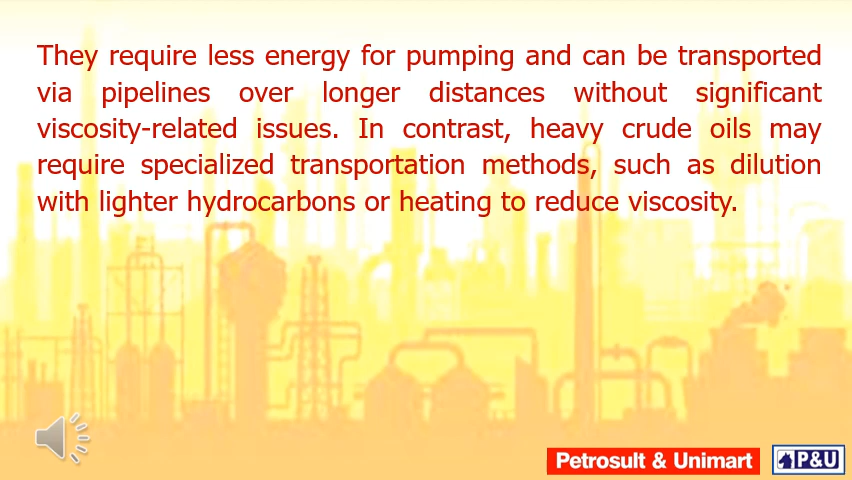 They require less energy for pumping and can be transported
via pipelines over longer distances without significant
viscosity-related issues. In contrast, heavy crude oils may
require specialized transportation methods, such as dilution
with lighter hydrocarbons or heating to reduce viscosity.
Petrosult & Unimart
P&U